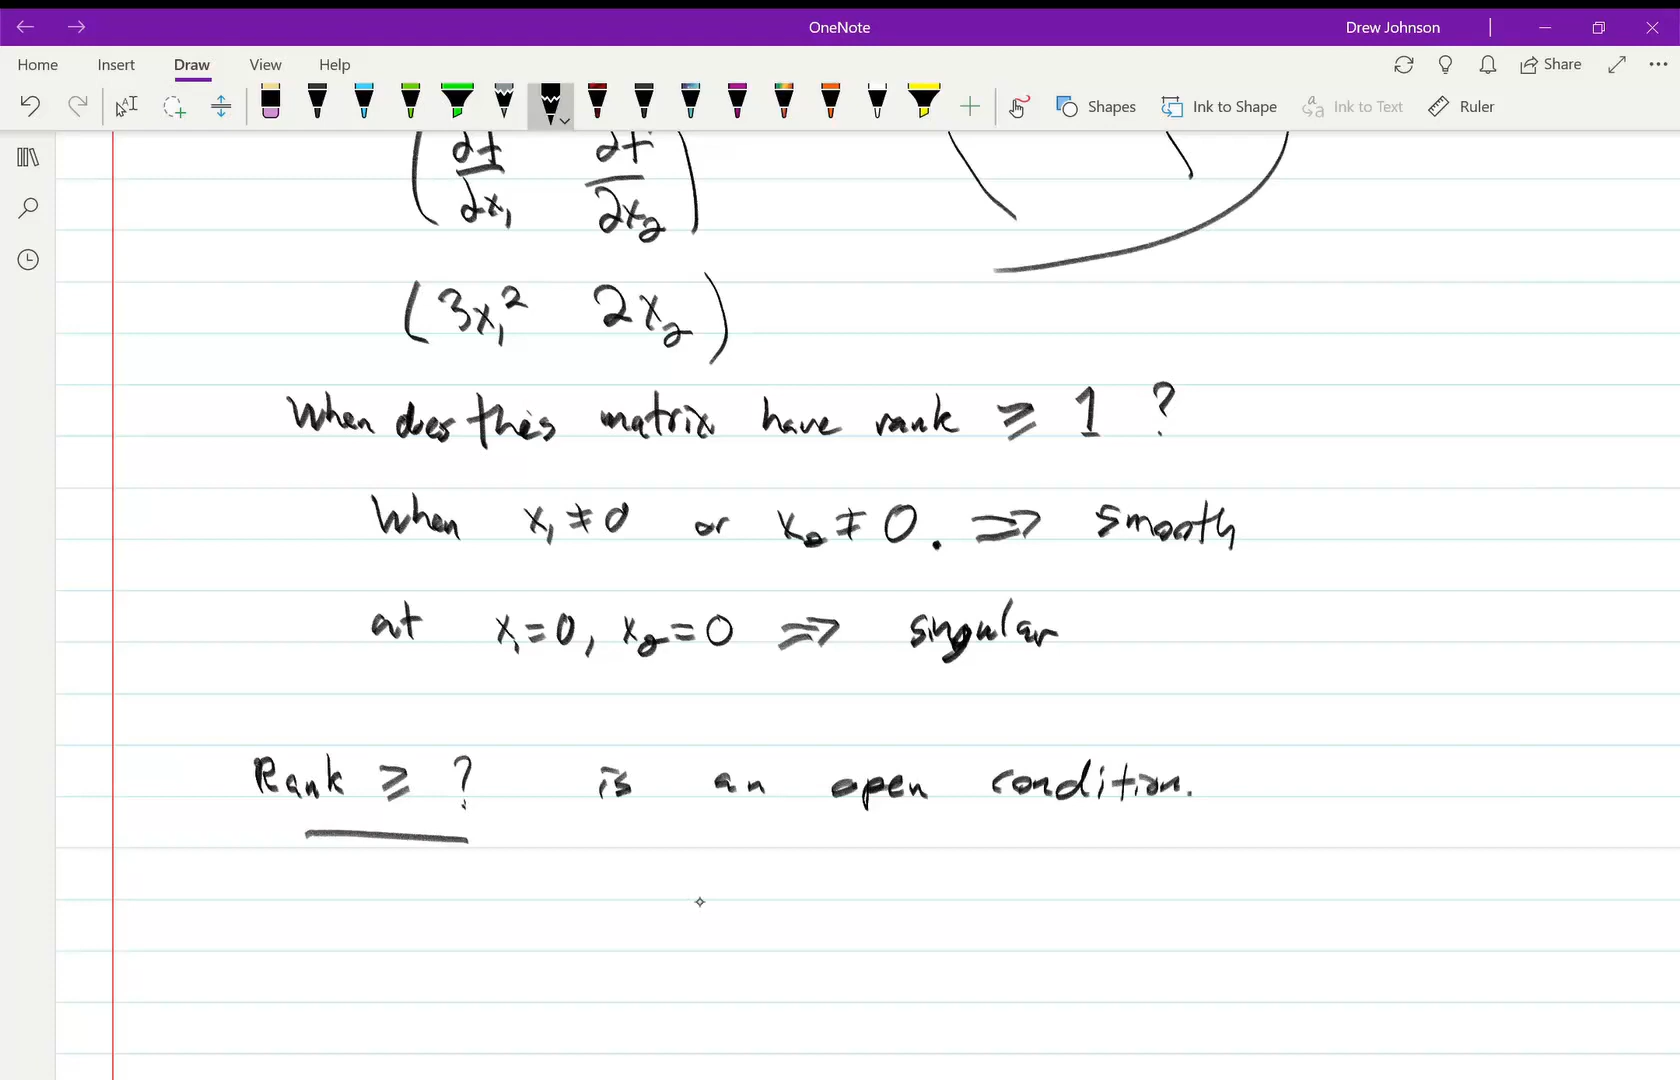 OneNote
Drew Johnson
Home Insert Draw View Help
Share
Shapes Ink to Shape Ink to Text Ruler
( ∂f/∂x₁ ∂f/∂x₂ )
( 3x₁² 2x₂ )
When does this matrix have rank ≥ 1 ?
When x₁ ≠ 0 or x₂ ≠ 0. ⇒ smooth
at x₁ = 0, x₂ = 0 ⇒ singular
Rank ≥ ? is an open condition.